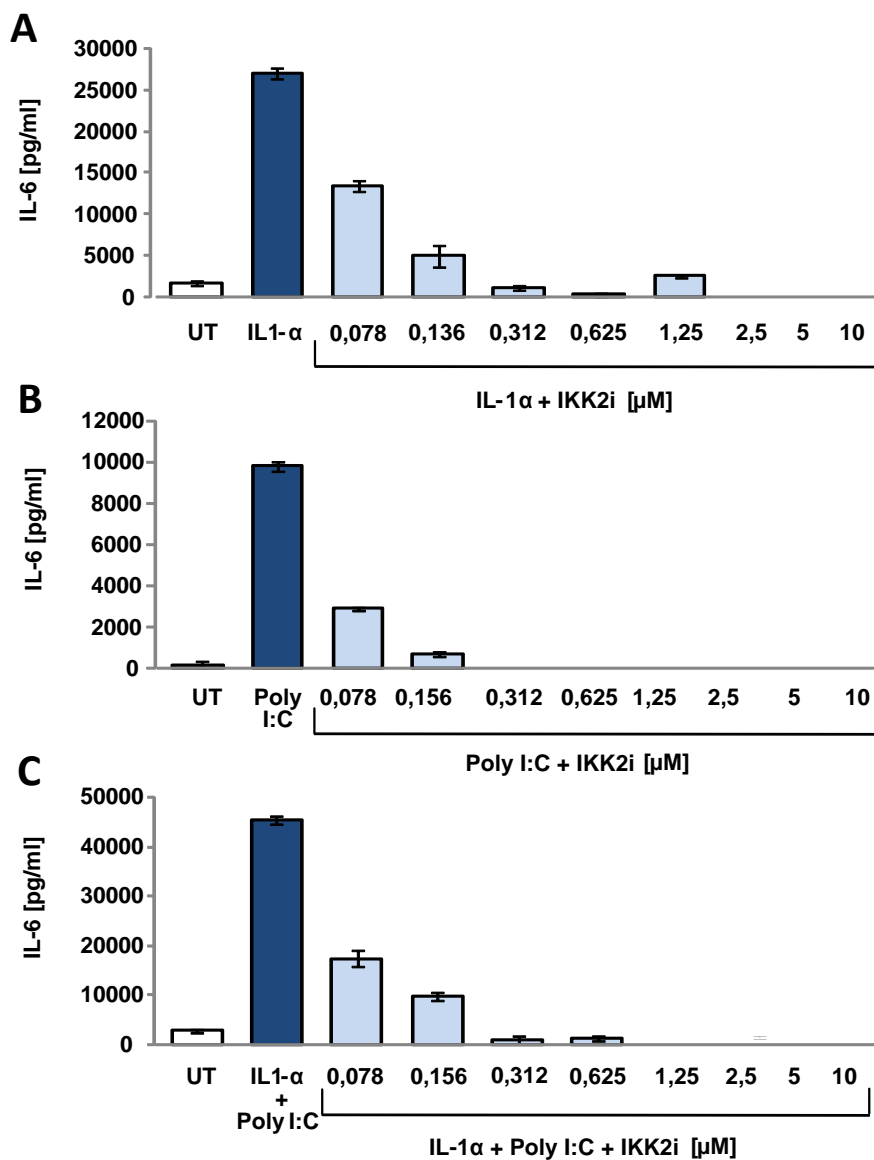 A
30000
25000
20000
15000
10000
5000
0
IL-6 [pg/ml]
UT IL1-α 0,078 0,136 0,312 0,625 1,25 2,5 5 10
IL-1α + IKK2i [µM]
B
12000
10000
8000
6000
4000
2000
0
IL-6 [pg/ml]
UT Poly 0,078 0,156 0,312 0,625 1,25 2,5 5 10
I:C
Poly I:C + IKK2i [µM]
C
50000
40000
30000
20000
10000
0
IL-6 [pg/ml]
UT IL1-α 0,078 0,156 0,312 0,625 1,25 2,5 5 10
+
Poly I:C
IL-1α + Poly I:C + IKK2i [µM]